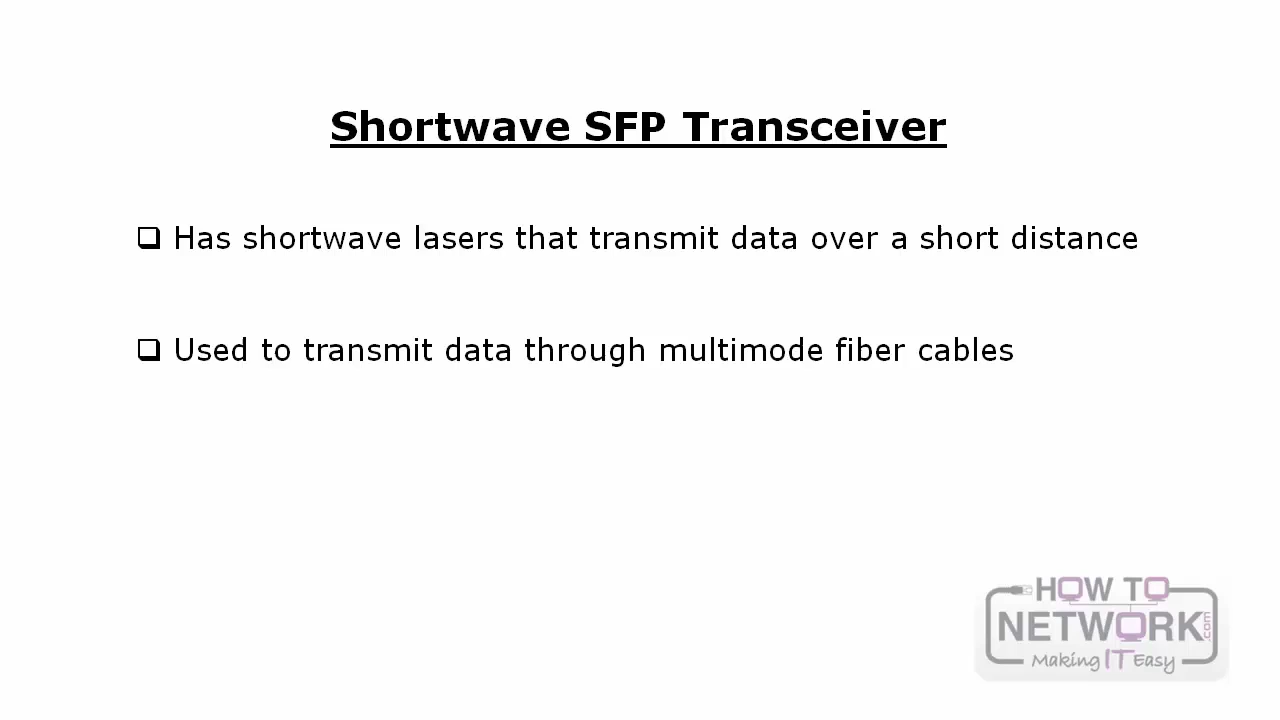 Shortwave SFP Transceiver
Has shortwave lasers that transmit data over a short distance
Used to transmit data through multimode fiber cables
HOW TO
NETWORK.com
Making IT Easy